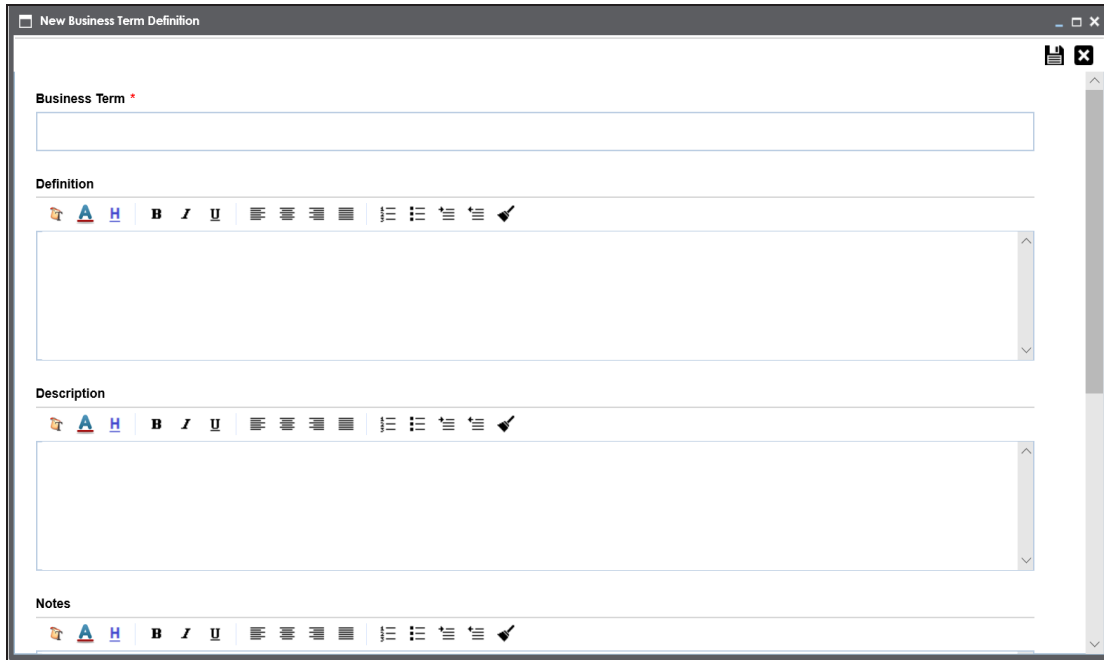 New Business Term Definition
Business Term *
Definition
A H B I U
Description
A H B I U
Notes
A H B I U